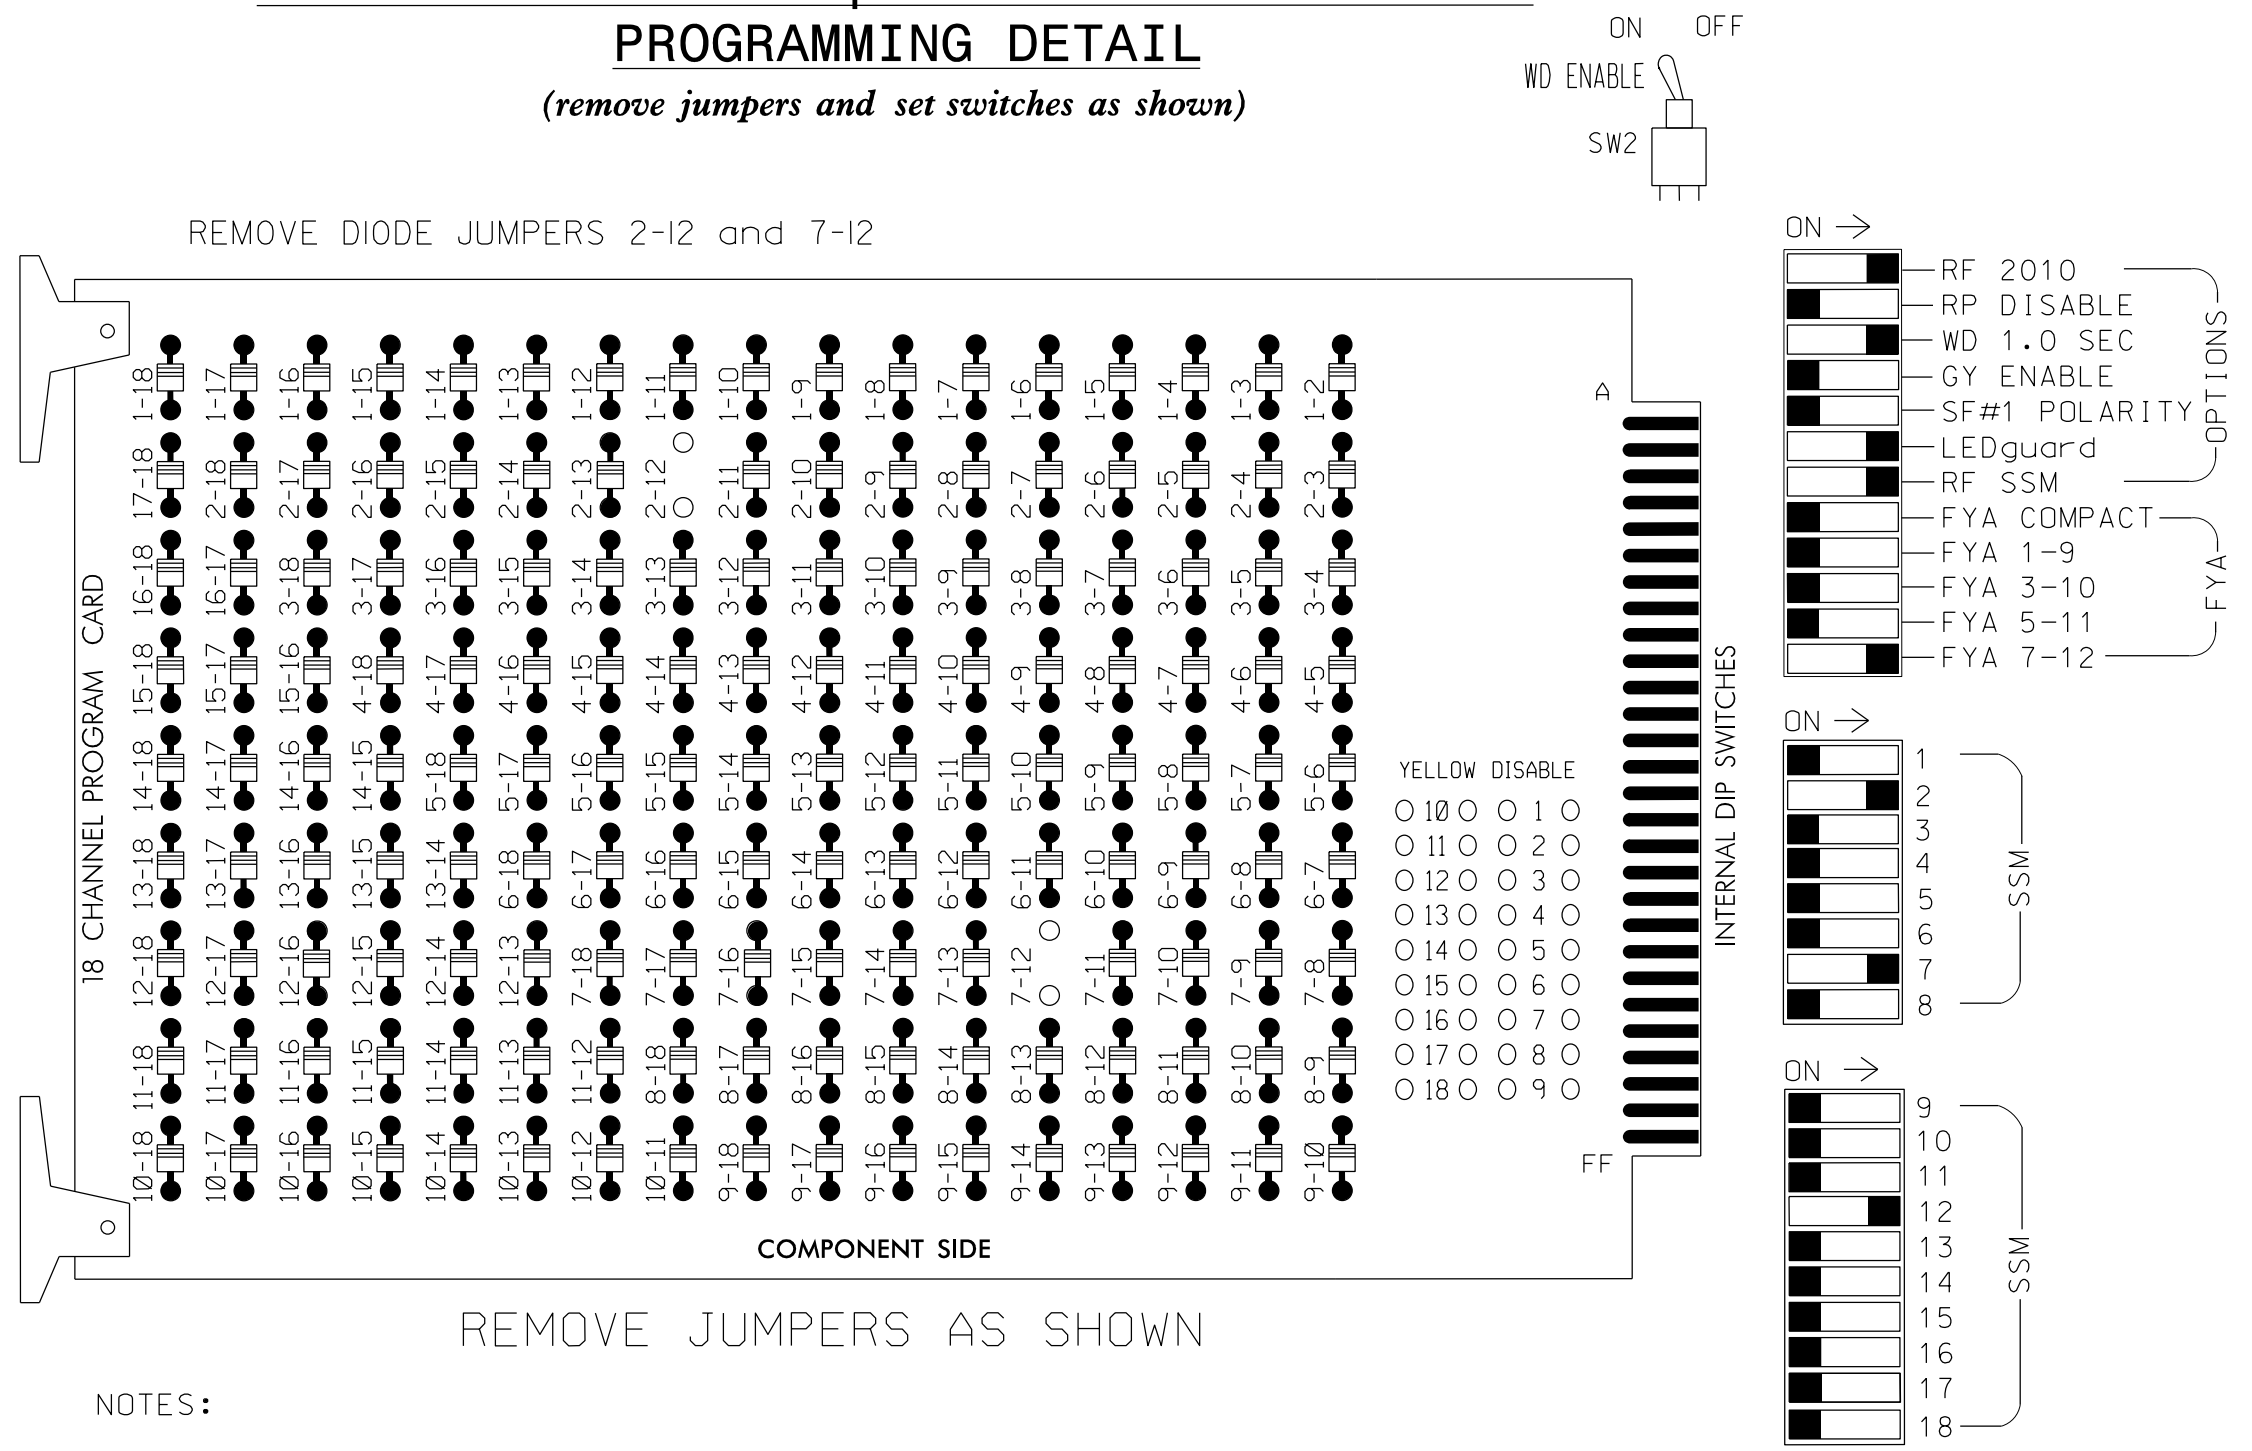 PROGRAMMING DETAIL
(remove jumpers and set switches as shown)
ON OFF
WD ENABLE
SW2
REMOVE DIODE JUMPERS 2-12 and 7-12
18 CHANNEL PROGRAM CARD
1-18 1-17 1-16 1-15 1-14 1-13 1-12 1-11 1-10 1-9 1-8 1-7 1-6 1-5 1-4 1-3 1-2
17-18 2-18 2-17 2-16 2-15 2-14 2-13 2-12 2-11 2-10 2-9 2-8 2-7 2-6 2-5 2-4 2-3
16-18 16-17 3-18 3-17 3-16 3-15 3-14 3-13 3-12 3-11 3-10 3-9 3-8 3-7 3-6 3-5 3-4
15-18 15-17 15-16 4-18 4-17 4-16 4-15 4-14 4-13 4-12 4-11 4-10 4-9 4-8 4-7 4-6 4-5
14-18 14-17 14-16 14-15 5-18 5-17 5-16 5-15 5-14 5-13 5-12 5-11 5-10 5-9 5-8 5-7 5-6
13-18 13-17 13-16 13-15 13-14 6-18 6-17 6-16 6-15 6-14 6-13 6-12 6-11 6-10 6-9 6-8 6-7
12-18 12-17 12-16 12-15 12-14 12-13 7-18 7-17 7-16 7-15 7-14 7-13 7-12 7-11 7-10 7-9 7-8
11-18 11-17 11-16 11-15 11-14 11-13 11-12 8-18 8-17 8-16 8-15 8-14 8-13 8-12 8-11 8-10 8-9
10-18 10-17 10-16 10-15 10-14 10-13 10-12 10-11 9-18 9-17 9-16 9-15 9-14 9-13 9-12 9-11 9-10
COMPONENT SIDE
A
YELLOW DISABLE
10 1
11 2
12 3
13 4
14 5
15 6
16 7
17 8
18 9
FF
INTERNAL DIP SWITCHES
ON
RF 2010
RP DISABLE
WD 1.0 SEC
GY ENABLE
SF#1 POLARITY
LEDguard
RF SSM
OPTIONS
FYA COMPACT
FYA 1-9
FYA 3-10
FYA 5-11
FYA 7-12
FYA
ON
1
2
3
4
5
6
7
8
SSM
ON
9
10
11
12
13
14
15
16
17
18
SSM
REMOVE JUMPERS AS SHOWN
NOTES: